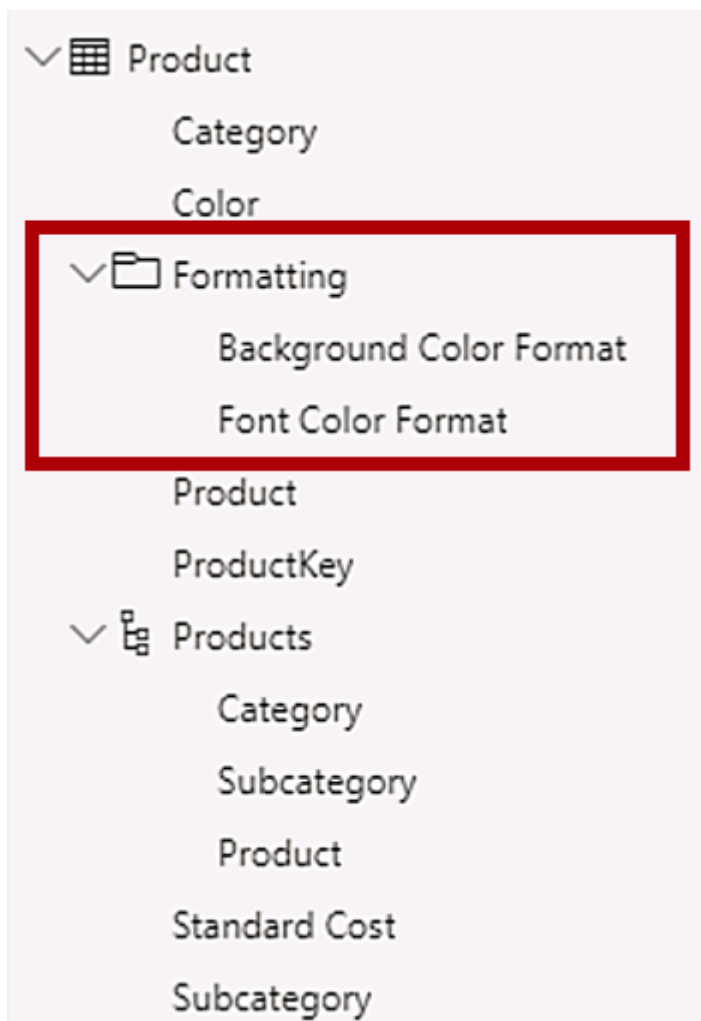 Product
Category
Color
Formatting
Background Color Format
Font Color Format
Product
ProductKey
Products
Category
Subcategory
Product
Standard Cost
Subcategory